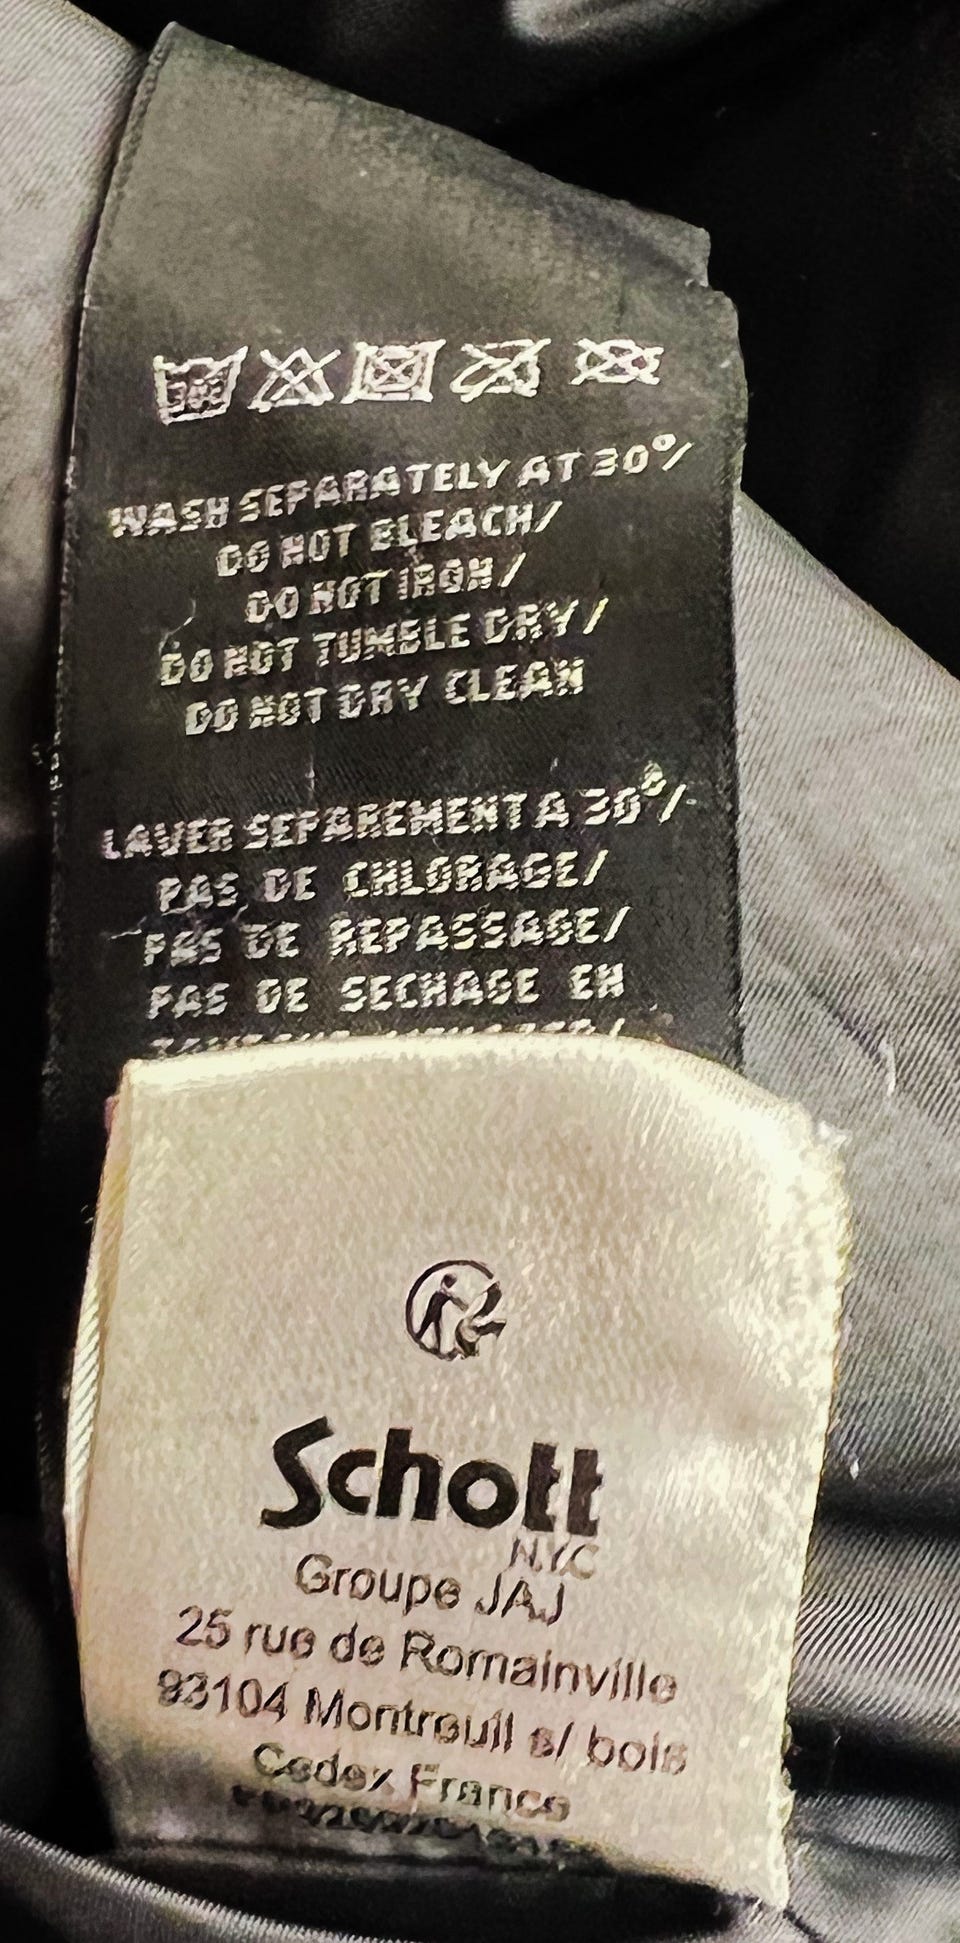 WASH SEPARATELY AT 30°/
DO NOT BLEACH/
DO NOT IRON/
DO NOT TUMBLE DRY/
DO NOT DRY CLEAN
LAVER SEPAREMENT A 30°/
PAS DE CHLORAGE/
PAS DE REPASSAGE/
PAS DE SECHAGE EN
Schott
NYC
Groupe JAJ
25 rue de Romainville
93104 Montreuil s/ bois
Cedex France